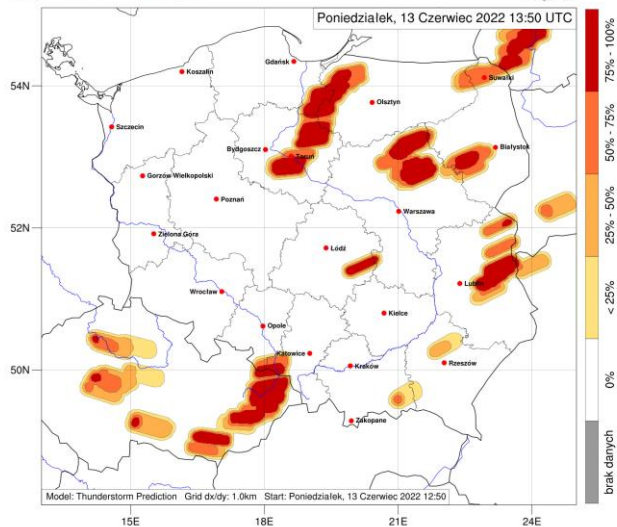 Poniedzialek, 13 Czerwiec 2022 13:50 UTC
54N
52N
50N
15E
18E
21E
24E
Koszalin
Gdańsk
Suwałki
Olsztyn
Szczecin
Bydgoszcz
Toruń
Białystok
Gorzów Wielkopolski
Poznań
Warszawa
Zielona Góra
Łódź
Lublin
Wrocław
Kielce
Opole
Katowice
Kraków
Rzeszów
Zakopane
75% - 100%
50% - 75%
25% - 50%
< 25%
0%
brak danych
Model: Thunderstorm Prediction Grid dx/dy: 1.0km Start: Poniedzialek, 13 Czerwiec 2022 12:50